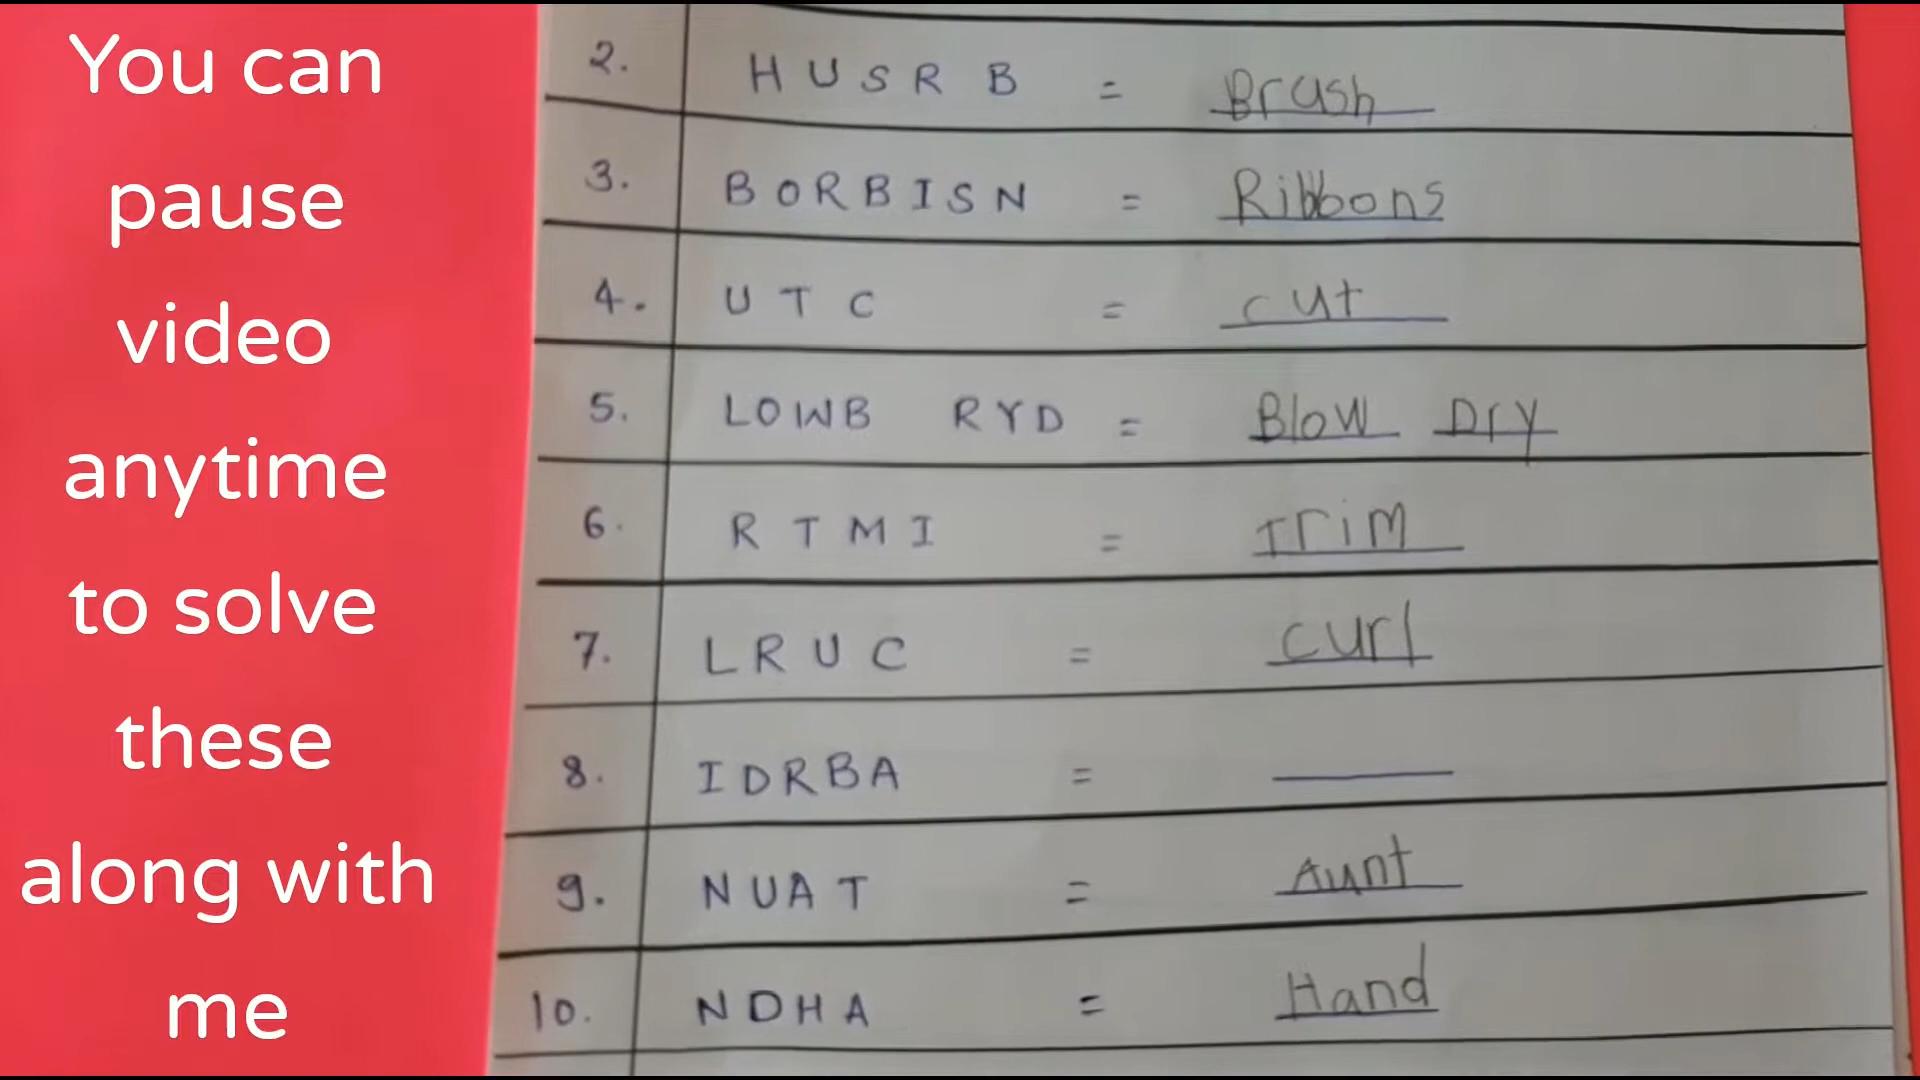 You can
pause
video
anytime
to solve
these
along with
me
2. HUSR B = Brush
3. BORBISN = Ribbons
4. UTC = cut
5. LOWB RYD = Blow Dry
6. RTMI = Trim
7. LRUC = curl
8. IDRBA =
9. NUAT = Aunt
10. NDHA = Hand